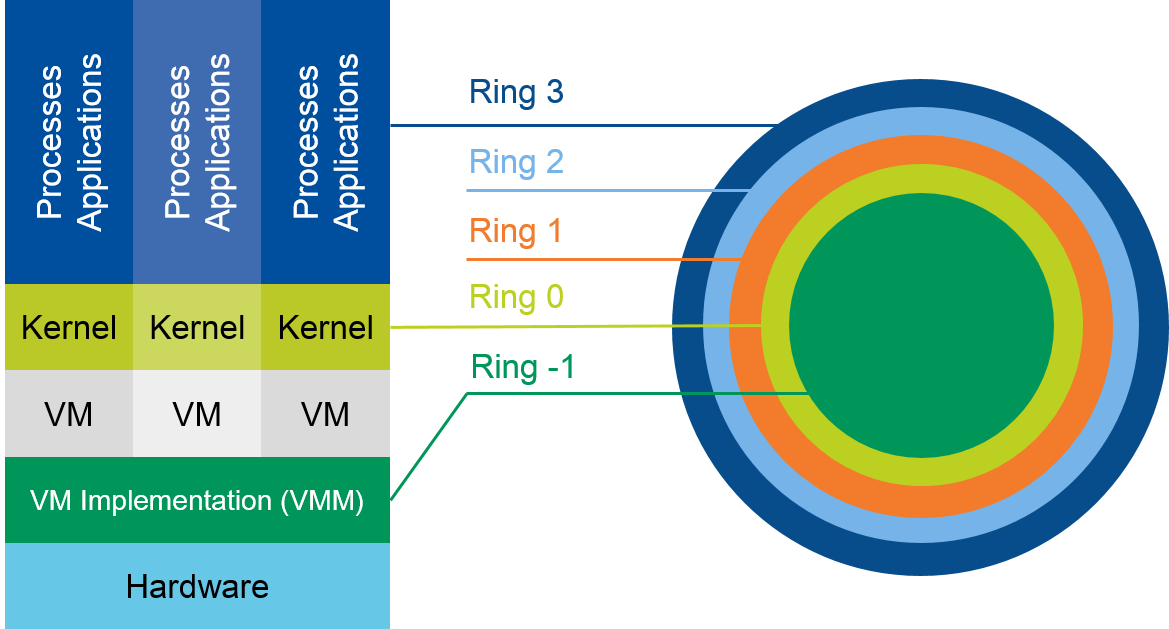 Processes
Applications
Processes
Applications
Processes
Applications
Kernel
Kernel
Kernel
VM
VM
VM
VM Implementation (VMM)
Hardware
Ring 3
Ring 2
Ring 1
Ring 0
Ring -1